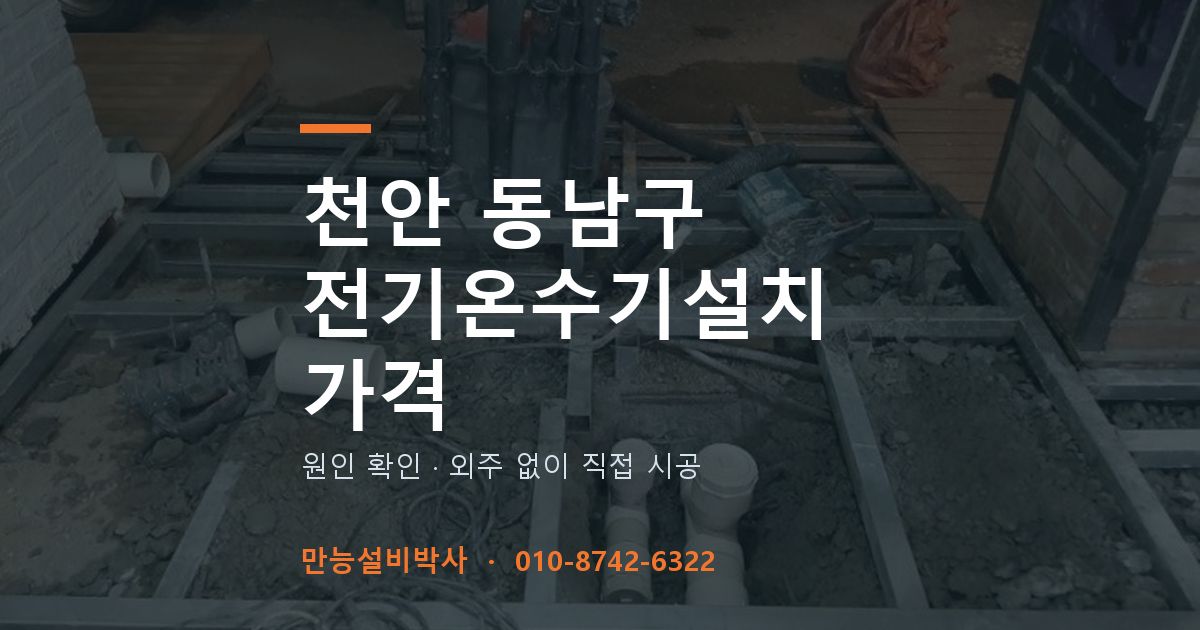 천안 동남구
전기온수기설치
가격
원인 확인 · 외주 없이 직접 시공
만능설비박사 · 010-8742-6322